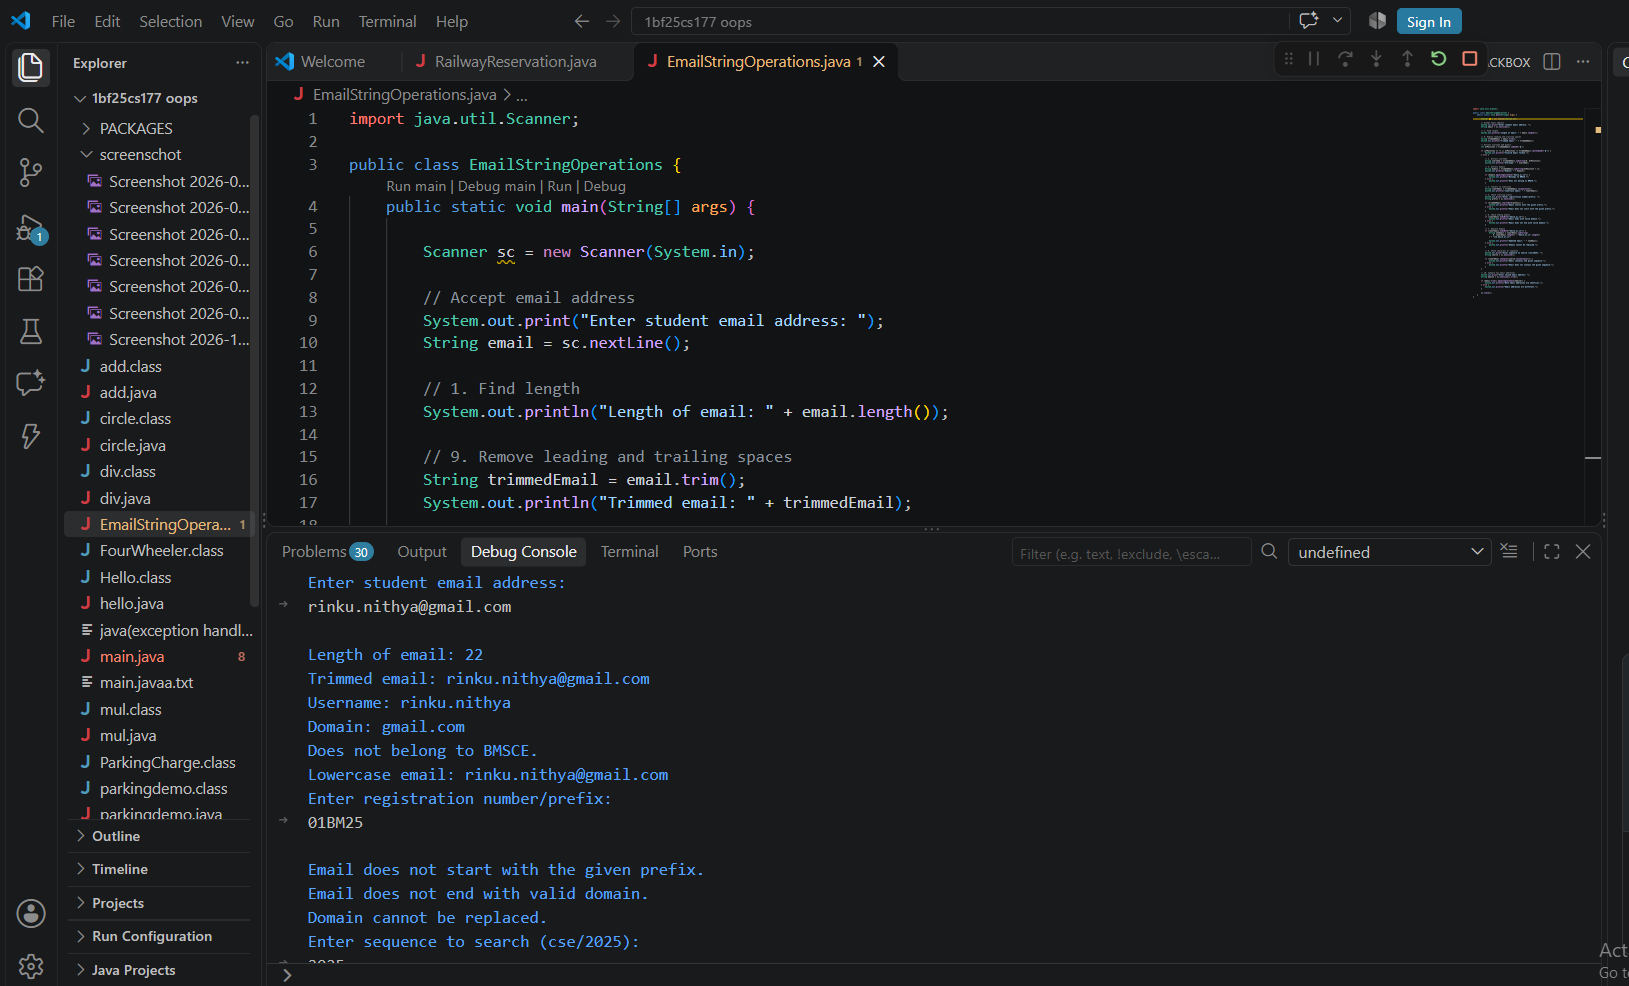 File Edit Selection View Go Run Terminal Help
1bf25cs177 oops
Sign In
Explorer
1bf25cs177 oops
PACKAGES
screenschot
Screenshot 2026-0...
Screenshot 2026-0...
Screenshot 2026-0...
Screenshot 2026-0...
Screenshot 2026-0...
Screenshot 2026-0...
Screenshot 2026-1...
add.class
add.java
circle.class
circle.java
div.class
div.java
EmailStringOpera... 1
FourWheeler.class
Hello.class
hello.java
java(exception handl...
main.java 8
main.javaa.txt
mul.class
mul.java
ParkingCharge.class
parkingdemo.class
parkingdemo.java
Outline
Timeline
Projects
Run Configuration
Java Projects
1
Welcome
RailwayReservation.java
EmailStringOperations.java 1
CKBOX
EmailStringOperations.java > ...
1 import java.util.Scanner;
2
3 public class EmailStringOperations {
Run main | Debug main | Run | Debug
4 public static void main(String[] args) {
5
6 Scanner sc = new Scanner(System.in);
7
8 // Accept email address
9 System.out.print("Enter student email address: ");
10 String email = sc.nextLine();
11
12 // 1. Find length
13 System.out.println("Length of email: " + email.length());
14
15 // 9. Remove leading and trailing spaces
16 String trimmedEmail = email.trim();
17 System.out.println("Trimmed email: " + trimmedEmail);
18
Problems 30 Output Debug Console Terminal Ports
Filter (e.g. text, !exclude, \esca...
undefined
Enter student email address:
rinku.nithya@gmail.com
Length of email: 22
Trimmed email: rinku.nithya@gmail.com
Username: rinku.nithya
Domain: gmail.com
Does not belong to BMSCE.
Lowercase email: rinku.nithya@gmail.com
Enter registration number/prefix:
01BM25
Email does not start with the given prefix.
Email does not end with valid domain.
Domain cannot be replaced.
Enter sequence to search (cse/2025):
2025
Act
Go t